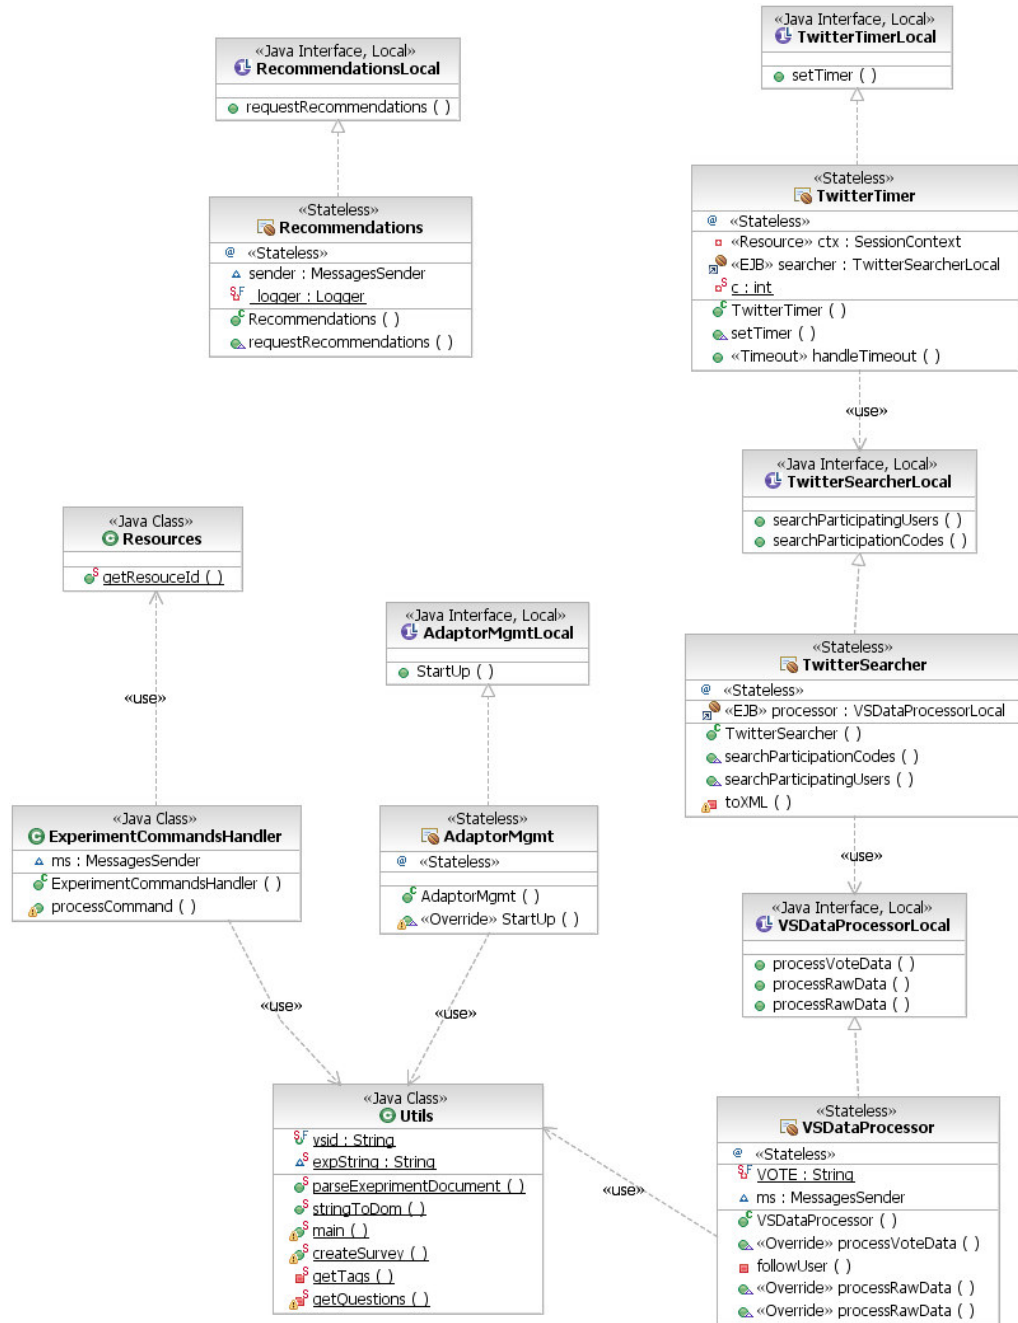 «Java Interface, Local»
RecommendationsLocal
requestRecommendations ( )
«Stateless»
Recommendations
@ «Stateless»
sender : MessagesSender
_logger : Logger
Recommendations ( )
requestRecommendations ( )
«Java Interface, Local»
TwitterTimerLocal
setTimer ( )
«Stateless»
TwitterTimer
@ «Stateless»
«Resource» ctx : SessionContext
«EJB» searcher : TwitterSearcherLocal
c : int
TwitterTimer ( )
setTimer ( )
«Timeout» handleTimeout ( )
«use»
«Java Interface, Local»
TwitterSearcherLocal
searchParticipatingUsers ( )
searchParticipationCodes ( )
«Java Class»
Resources
getResouceId ( )
«use»
«Java Interface, Local»
AdaptorMgmtLocal
StartUp ( )
«Stateless»
TwitterSearcher
@ «Stateless»
«EJB» processor : VSDataProcessorLocal
TwitterSearcher ( )
searchParticipationCodes ( )
searchParticipatingUsers ( )
toXML ( )
«use»
«Java Class»
ExperimentCommandsHandler
ms : MessagesSender
ExperimentCommandsHandler ( )
processCommand ( )
«use»
«Stateless»
AdaptorMgmt
@ «Stateless»
AdaptorMgmt ( )
«Override» StartUp ( )
«use»
«Java Interface, Local»
VSDataProcessorLocal
processVoteData ( )
processRawData ( )
processRawData ( )
«Java Class»
Utils
vsid : String
expString : String
parseExeprimentDocument ( )
stringToDom ( )
main ( )
createSurvey ( )
getTags ( )
getQuestions ( )
«use»
«Stateless»
VSDataProcessor
@ «Stateless»
VOTE : String
ms : MessagesSender
VSDataProcessor ( )
«Override» processVoteData ( )
followUser ( )
«Override» processRawData ( )
«Override» processRawData ( )